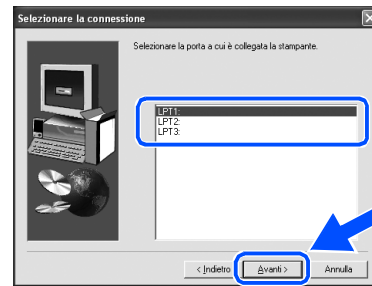 Selezionare la connessione
Selezionare la porta a cui è collegata la stampante.
LPT1:
LPT2:
LPT3:
< Indietro
Avanti >
Annulla